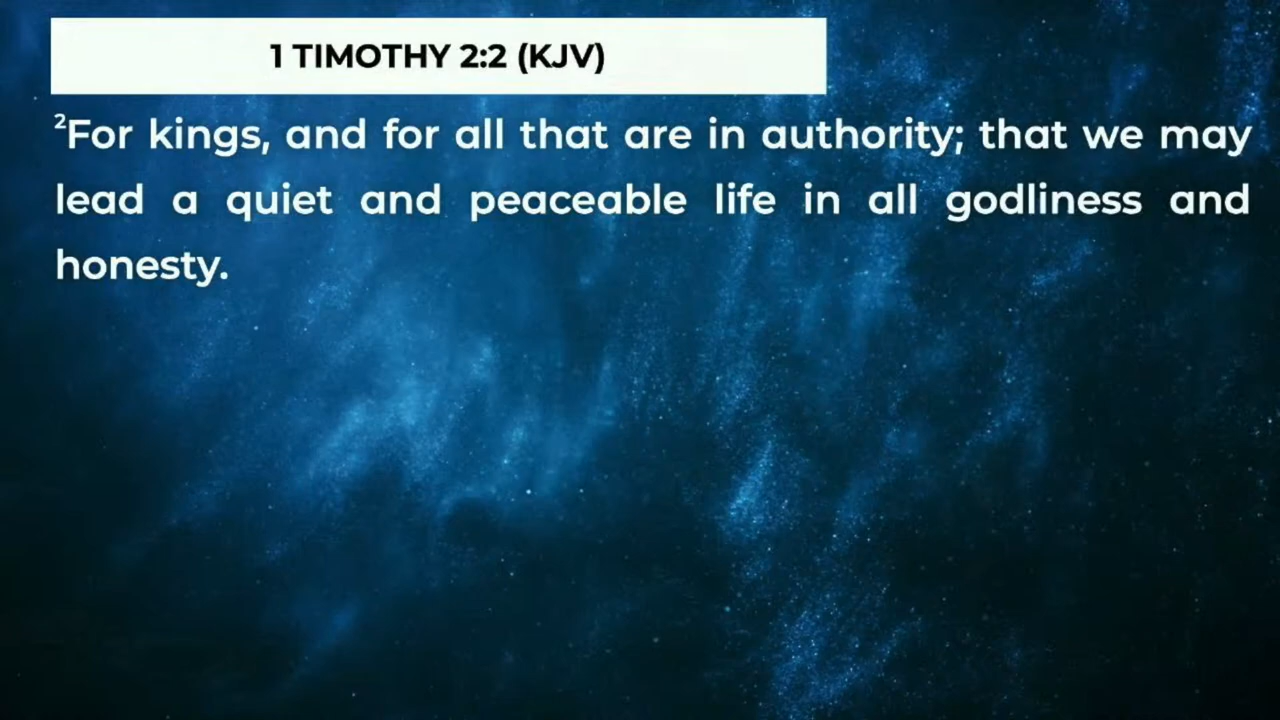 1 TIMOTHY 2:2 (KJV)
²For kings, and for all that are in authority; that we may
lead a quiet and peaceable life in all godliness and
honesty.